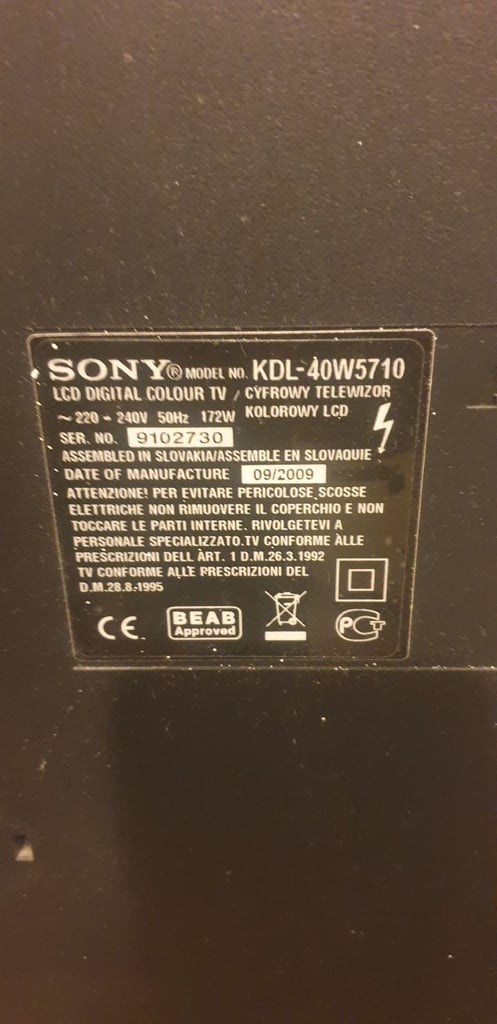 SONY® MODEL NO. KDL-40W5710
LCD DIGITAL COLOUR TV / CYFROWY TELEWIZOR
~ 220 - 240V 50Hz 172W KOLOROWY LCD
SER. NO. 9102730
ASSEMBLED IN SLOVAKIA/ASSEMBLE EN SLOVAQUIE
DATE OF MANUFACTURE 09/2009
ATTENZIONE! PER EVITARE PERICOLOSE SCOSSE
ELETTRICHE NON RIMUOVERE IL COPERCHIO E NON
TOCCARE LE PARTI INTERNE. RIVOLGETEVI A
PERSONALE SPECIALIZZATO.TV CONFORME ALLE
PRESCRIZIONI DELL ART. 1 D.M.26.3.1992
TV CONFORME ALLE PRESCRIZIONI DEL
D.M.28.8.1995
CE BEAB
Approved
PCT